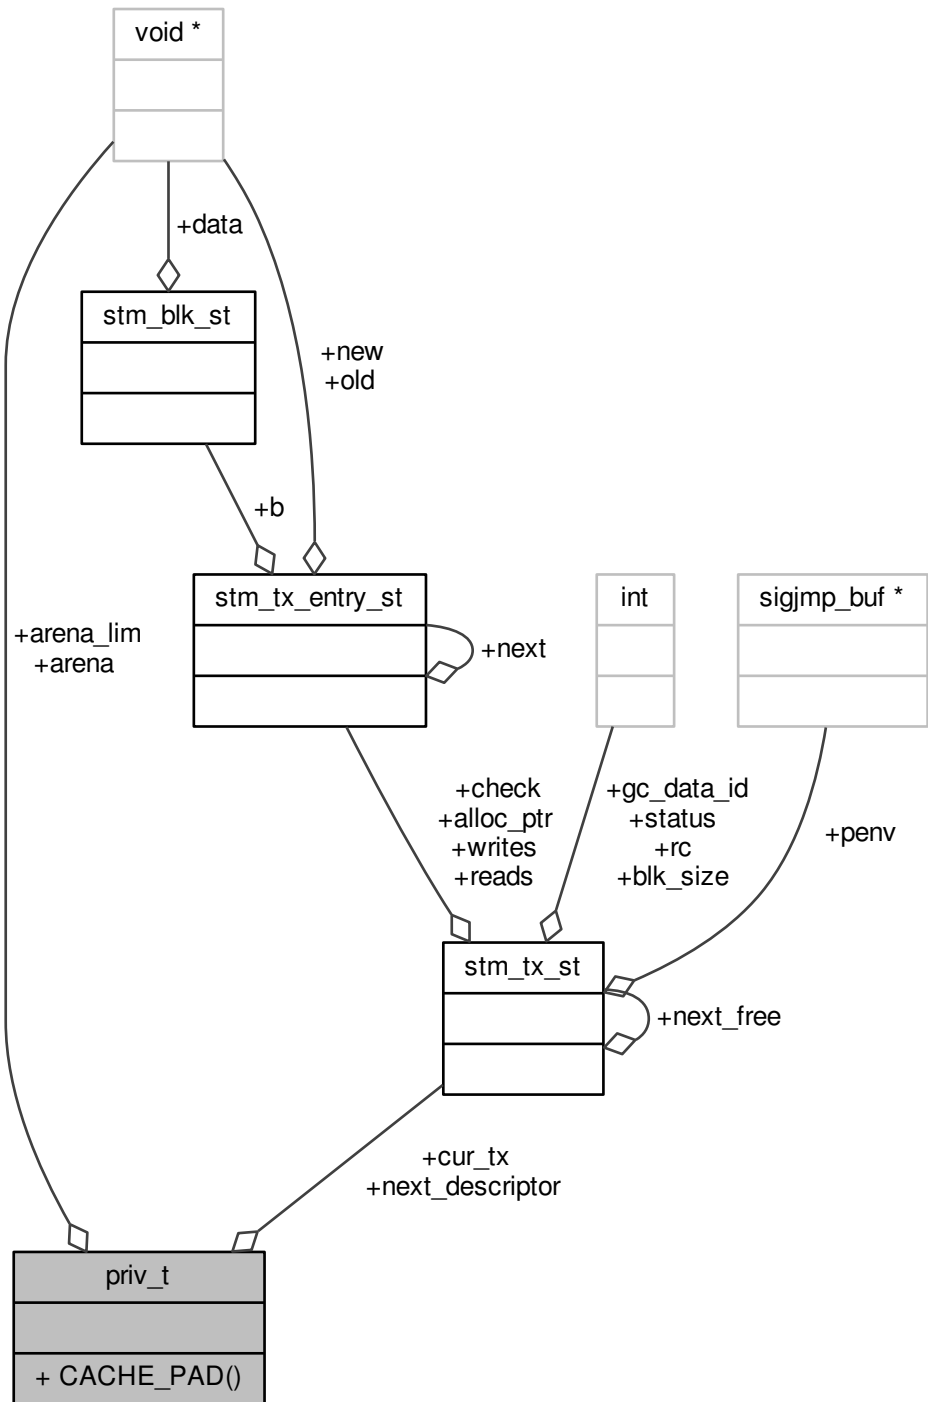 void *
+data
stm_blk_st
+new
+old
+b
stm_tx_entry_st
int
sigjmp_buf *
+arena_lim
+arena
+next
+check
+alloc_ptr
+writes
+reads
+gc_data_id
+status
+rc
+blk_size
+penv
stm_tx_st
+next_free
+cur_tx
+next_descriptor
priv_t
+ CACHE_PAD()